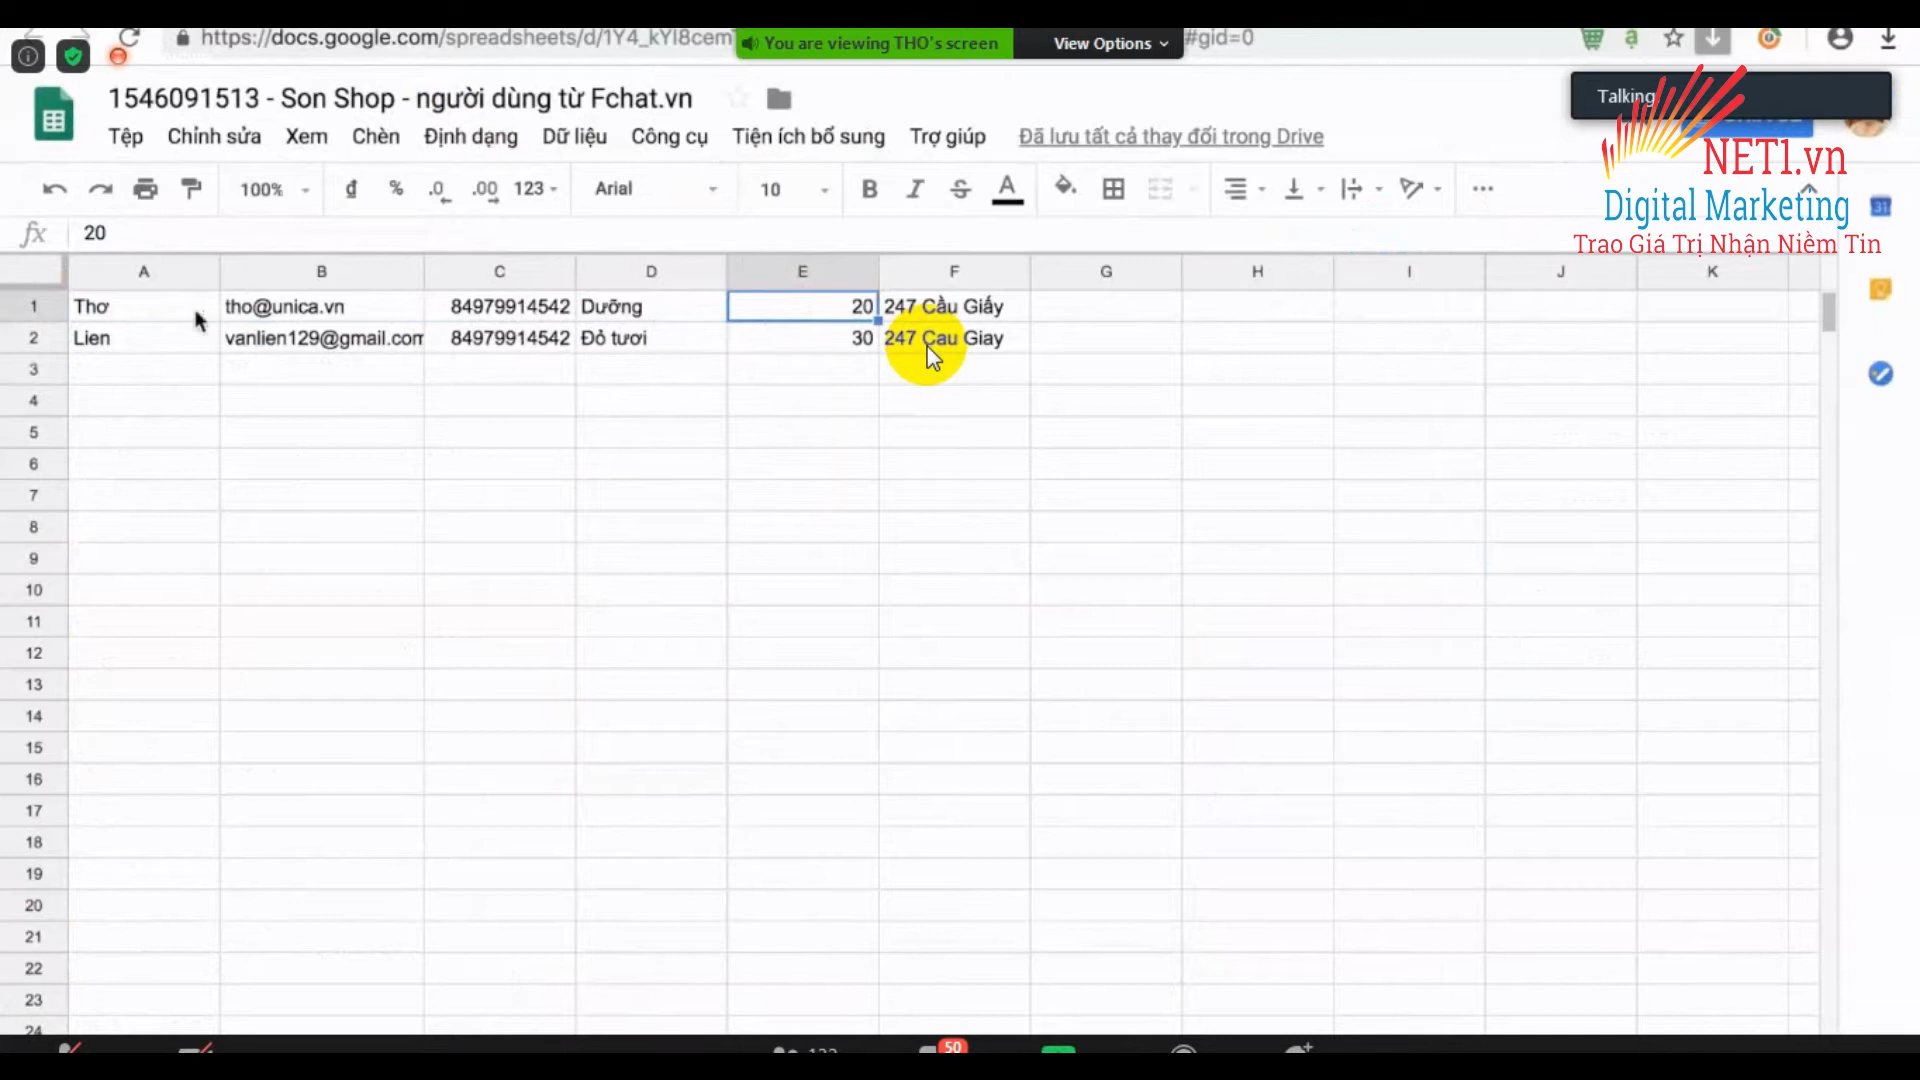 https://docs.google.com/spreadsheets/d/1Y4_kYI8cem
You are viewing THO's screen
View Options
#gid=0
1546091513 - Son Shop - người dùng từ Fchat.vn
Talking:
Tệp Chỉnh sửa Xem Chèn Định dạng Dữ liệu Công cụ Tiện ích bổ sung Trợ giúp Đã lưu tất cả thay đổi trong Drive
NET1.vn
Digital Marketing
Trao Giá Trị Nhận Niềm Tin
100% đ % .0 .00 123 Arial 10 B I S A
31
fx 20
A B C D E F G H I J K
1 Thơ tho@unica.vn 84979914542 Dưỡng 20 247 Cầu Giấy
2 Lien vanlien129@gmail.com 84979914542 Đỏ tươi 30 247 Cau Giay
3
4
5
6
7
8
9
10
11
12
13
14
15
16
17
18
19
20
21
22
23
24
50